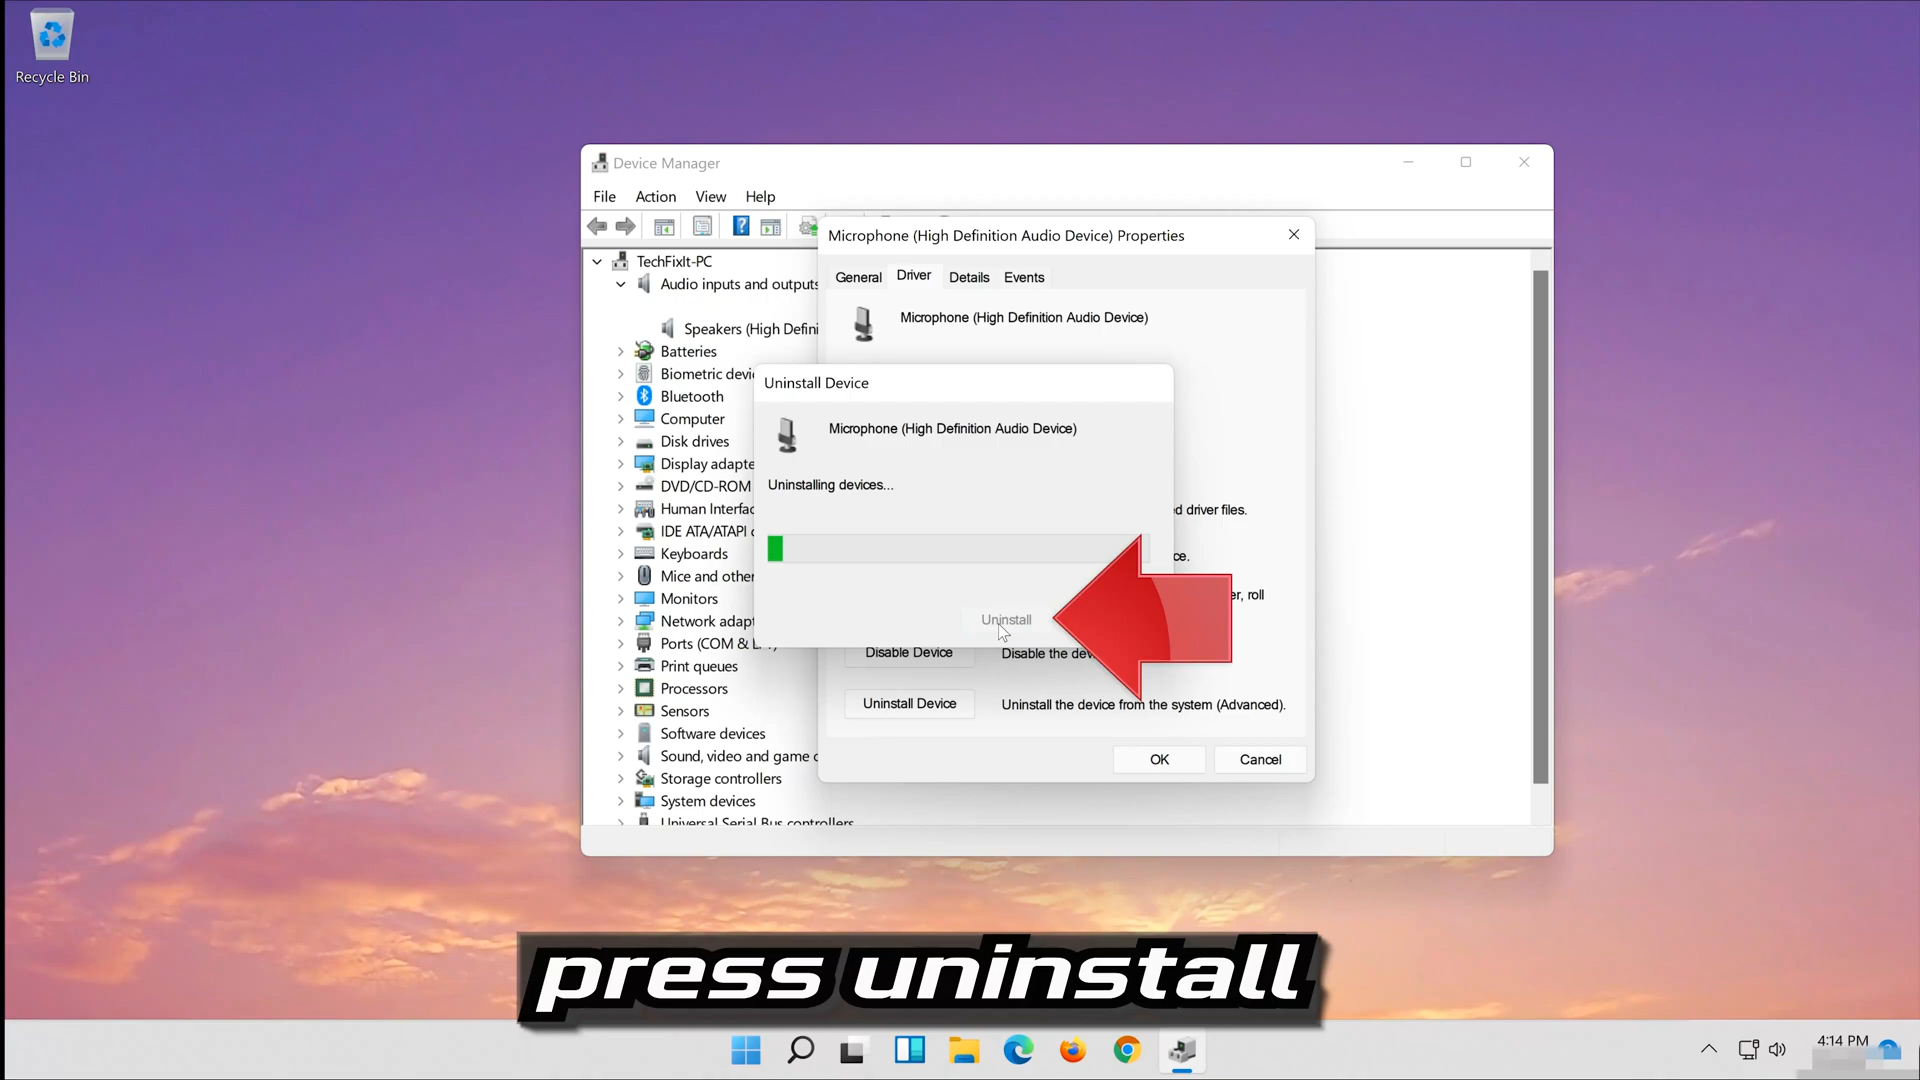 Recycle Bin
Device Manager
File Action View Help
TechFixIt-PC
Audio inputs and outputs
Speakers (High Defini
Batteries
Biometric devi
Bluetooth
Computer
Disk drives
Display adapte
DVD/CD-ROM
Human Interfac
IDE ATA/ATAPI c
Keyboards
Mice and other
Monitors
Network adapt
Ports (COM & LPT)
Print queues
Processors
Sensors
Software devices
Sound, video and game c
Storage controllers
System devices
Universal Serial Bus controllers
Microphone (High Definition Audio Device) Properties
General Driver Details Events
Microphone (High Definition Audio Device)
d driver files.
ce.
er, roll
Disable Device Disable the dev
Uninstall Device Uninstall the device from the system (Advanced).
OK Cancel
Uninstall Device
Microphone (High Definition Audio Device)
Uninstalling devices...
Uninstall
press uninstall
4:14 PM